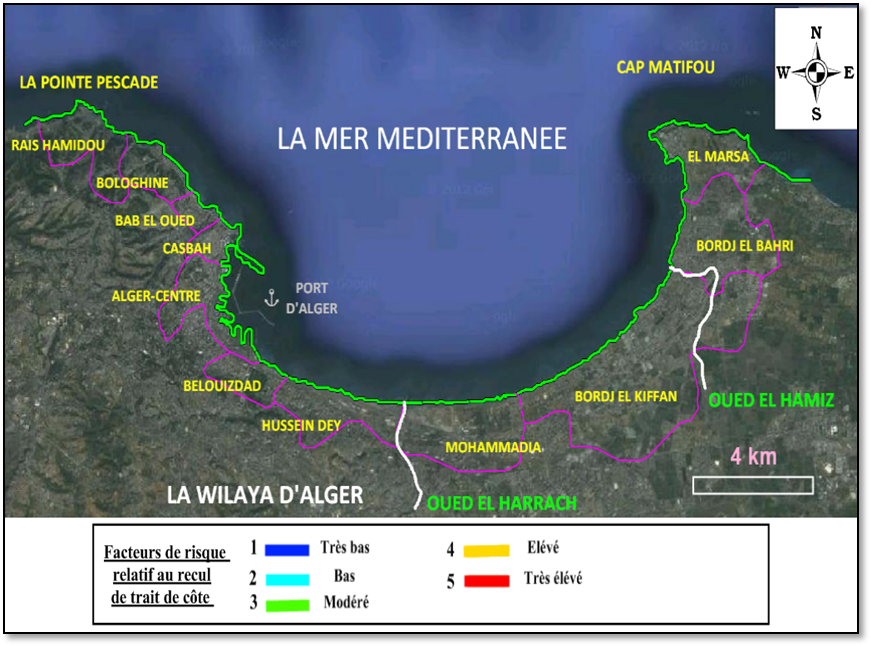 N
W E
S
CAP MATIFOU
LA POINTE PESCADE
LA MER MEDITERRANEE
RAIS HAMIDOU
EL MARSA
BOLOGHINE
BAB EL OUED
CASBAH
BORDJ EL BAHRI
ALGER-CENTRE
PORT
D'ALGER
BELOUIZDAD
BORDJ EL KIFFAN
OUED EL HAMIZ
HUSSEIN DEY
MOHAMMADIA
4 km
LA WILAYA D'ALGER
OUED EL HARRACH
Facteurs de risque
relatif au recul
de trait de côte
1 Très bas
2 Bas
3 Modéré
4 Elévé
5 Très élévé